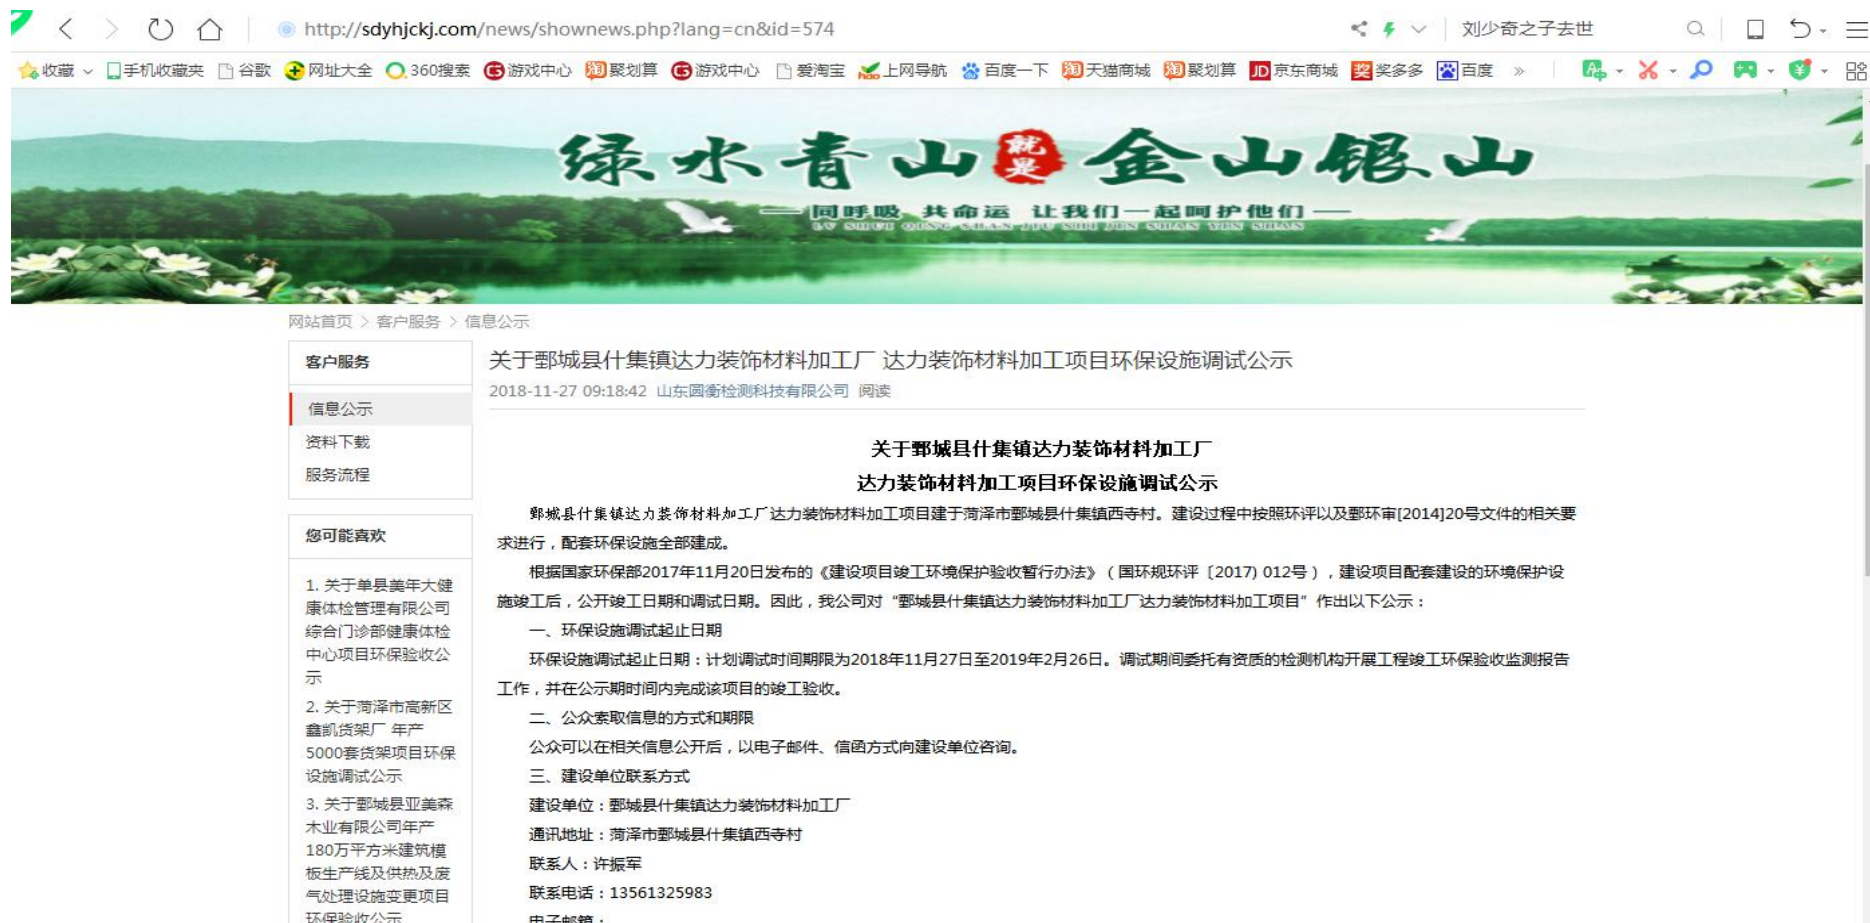 http://sdyhjckj.com/news/shownews.php?lang=cn&id=574
刘少奇之子去世
收藏 手机收藏夹 谷歌 网址大全 360搜索 游戏中心 聚划算 游戏中心 爱淘宝 上网导航 百度一下 天猫商城 聚划算 京东商城 奖多多 百度 »
绿水青山就是金山银山
同呼吸 共命运 让我们一起呵护他们
LV SHUI QING SHAN JIU SHI JIN SHAN YIN SHAN
网站首页 > 客户服务 > 信息公示
客户服务
信息公示
资料下载
服务流程
您可能喜欢
1. 关于单县美年大健
康体检管理有限公司
综合门诊部健康体检
中心项目环保验收公
示
2. 关于菏泽市高新区
鑫凯货架厂 年产
5000套货架项目环保
设施调试公示
3. 关于鄄城县亚美森
木业有限公司年产
180万平方米建筑模
板生产线及供热及废
气处理设施变更项目
环保验收公示
关于鄄城县什集镇达力装饰材料加工厂 达力装饰材料加工项目环保设施调试公示
2018-11-27 09:18:42 山东圆衡检测科技有限公司 阅读
关于鄄城县什集镇达力装饰材料加工厂
达力装饰材料加工项目环保设施调试公示
鄄城县什集镇达力装饰材料加工厂达力装饰材料加工项目建于菏泽市鄄城县什集镇西寺村。建设过程中按照环评以及鄄环审[2014]20号文件的相关要
求进行，配套环保设施全部建成。
根据国家环保部2017年11月20日发布的《建设项目竣工环境保护验收暂行办法》（国环规环评〔2017) 012号），建设项目配套建设的环境保护设
施竣工后，公开竣工日期和调试日期。因此，我公司对“鄄城县什集镇达力装饰材料加工厂达力装饰材料加工项目”作出以下公示：
一、环保设施调试起止日期
环保设施调试起止日期：计划调试时间期限为2018年11月27日至2019年2月26日。调试期间委托有资质的检测机构开展工程竣工环保验收监测报告
工作，并在公示期时间内完成该项目的竣工验收。
二、公众索取信息的方式和期限
公众可以在相关信息公开后，以电子邮件、信函方式向建设单位咨询。
三、建设单位联系方式
建设单位：鄄城县什集镇达力装饰材料加工厂
通讯地址：菏泽市鄄城县什集镇西寺村
联系人：许振军
联系电话：13561325983
电子邮箱：